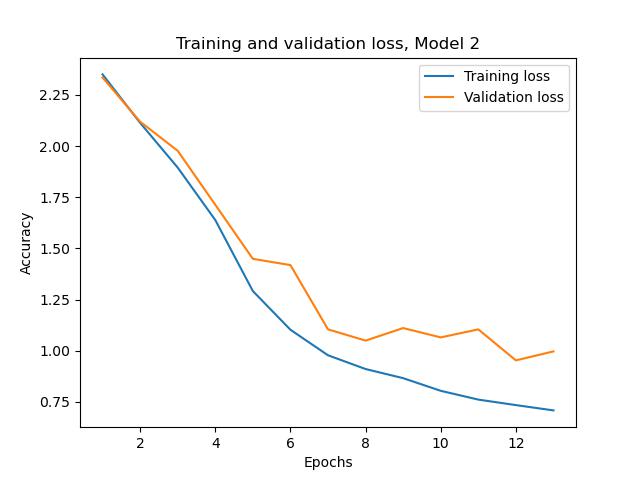 Training and validation loss, Model 2
Training loss
Validation loss
Accuracy
2.25
2.00
1.75
1.50
1.25
1.00
0.75
2 4 6 8 10 12
Epochs